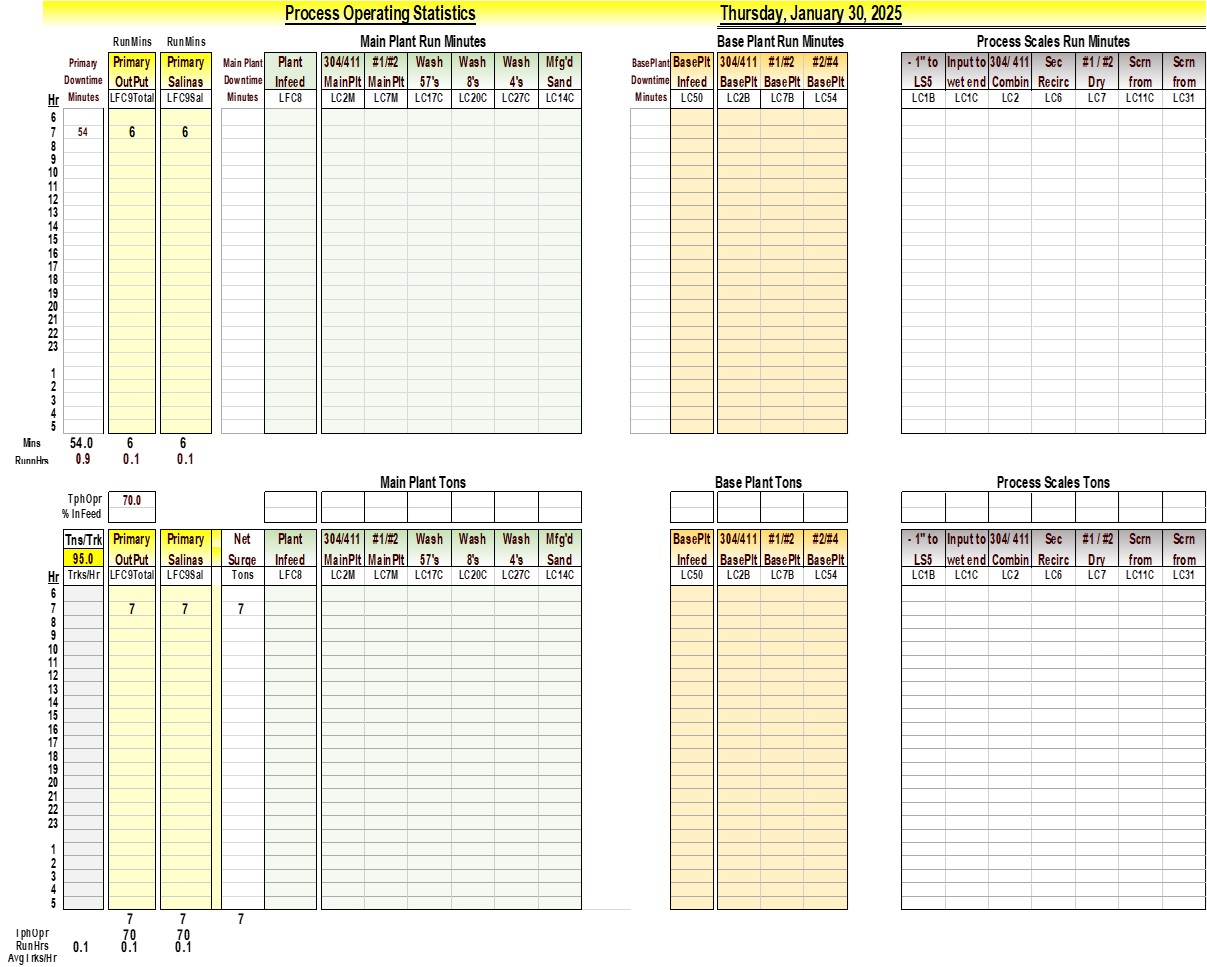 Process Operating Statistics Thursday, January 30, 2025
RunMins RunMins Main Plant Run Minutes Base Plant Run Minutes Process Scales Run Minutes
Primary Primary Primary Main Plant Plant 304/411 #1/#2 Wash Wash Wash Mfg'd BasePlant BasePlt 304/411 #1/#2 #2/#4 - 1" to Input to 304/ 411 Sec #1 / #2 Scrn Scrn
Downtime OutPut Salinas Downtime Infeed MainPlt MainPlt 57's 8's 4's Sand Downtime Infeed BasePlt BasePlt BasePlt LS5 wet end Combin Recirc Dry from from
Hr Minutes LFC9Total LFC9Sal Minutes LFC8 LC2M LC7M LC17C LC20C LC27C LC14C Minutes LC50 LC2B LC7B LC54 LC1B LC1C LC2 LC6 LC7 LC11C LC31
6
7 54 6 6
8
9
10
11
12
13
14
15
16
17
18
19
20
21
22
23
1
2
3
4
5
Mins 54.0 6 6
RunnHrs 0.9 0.1 0.1
Main Plant Tons Base Plant Tons Process Scales Tons
TphOpr 70.0
% InFeed
Tns/Trk Primary Primary Net Plant 304/411 #1/#2 Wash Wash Wash Mfg'd BasePlt 304/411 #1/#2 #2/#4 - 1" to Input to 304/ 411 Sec #1 / #2 Scrn Scrn
95.0 OutPut Salinas Surge Infeed MainPlt MainPlt 57's 8's 4's Sand Infeed BasePlt BasePlt BasePlt LS5 wet end Combin Recirc Dry from from
Hr Trks/Hr LFC9Total LFC9Sal Tons LFC8 LC2M LC7M LC17C LC20C LC27C LC14C LC50 LC2B LC7B LC54 LC1B LC1C LC2 LC6 LC7 LC11C LC31
6
7 7 7 7
8
9
10
11
12
13
14
15
16
17
18
19
20
21
22
23
1
2
3
4
5
7 7 7
TphOpr 70 70
RunHrs 0.1 0.1 0.1
AvgTrks/Hr